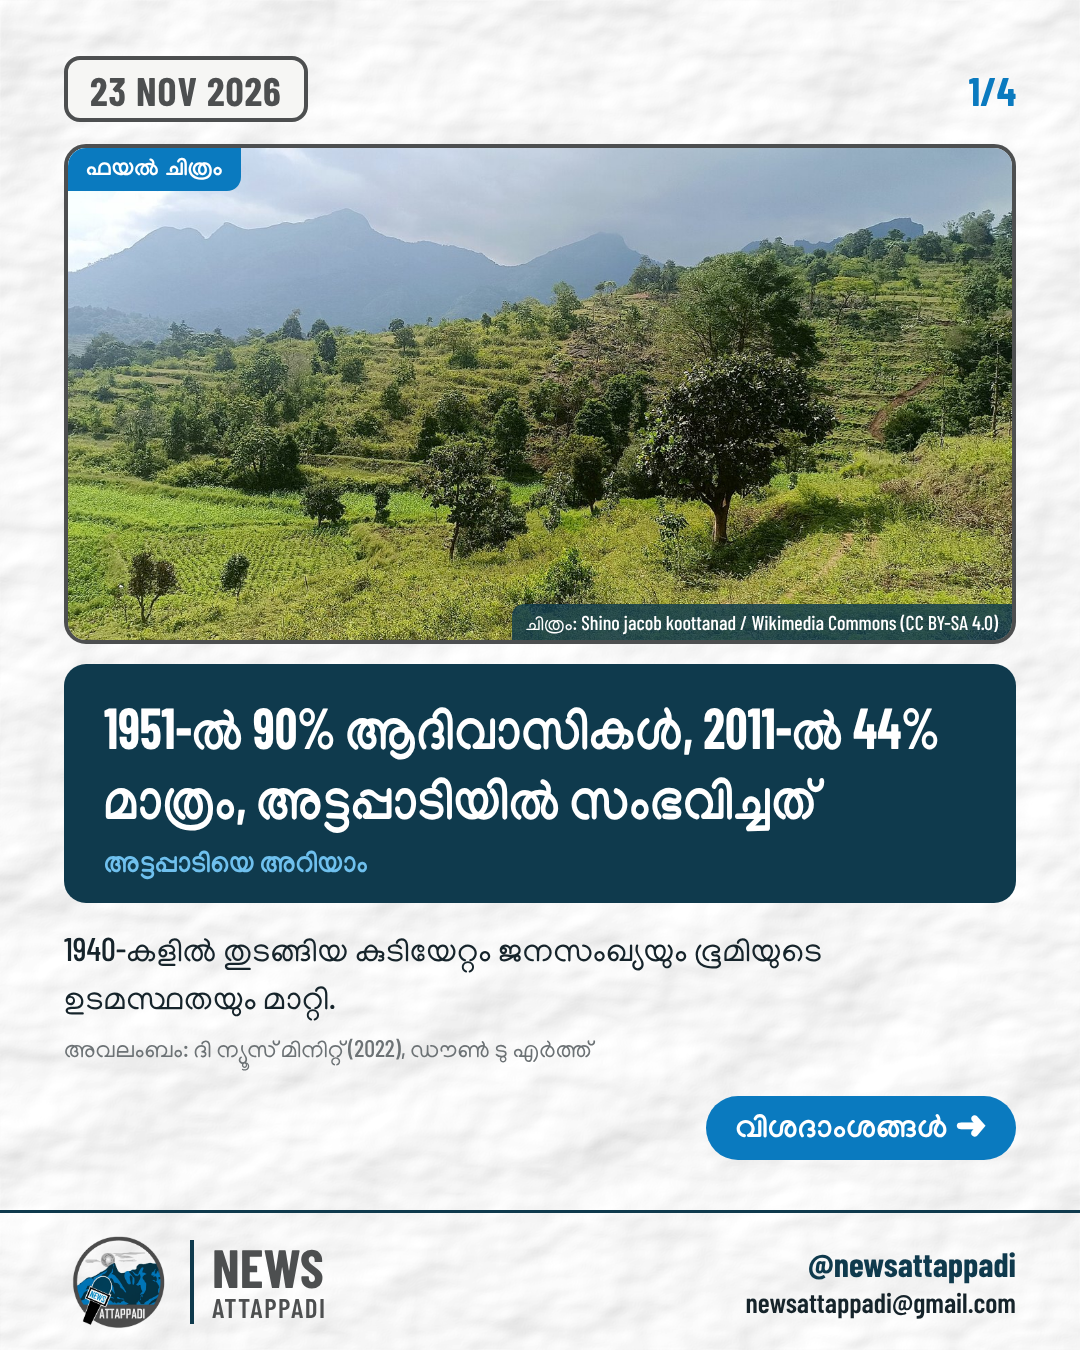 23 NOV 2026
1/4
ഫയൽ ചിത്രം
ചിത്രം: Shino jacob koottanad / Wikimedia Commons (CC BY-SA 4.0)
1951-ൽ 90% ആദിവാസികൾ, 2011-ൽ 44%
മാത്രം, അട്ടപ്പാടിയിൽ സംഭവിച്ചത്
അട്ടപ്പാടിയെ അറിയാം
1940-കളിൽ തുടങ്ങിയ കുടിയേറ്റം ജനസംഖ്യയും ഭൂമിയുടെ
ഉടമസ്ഥതയും മാറ്റി.
അവലംബം: ദി ന്യൂസ് മിനിറ്റ് (2022), ഡൗൺ ടു എർത്ത്
വിശദാംശങ്ങൾ ➜
NEWS
ATTAPPADI
NEWS
ATTAPPADI
@newsattappadi
newsattappadi@gmail.com